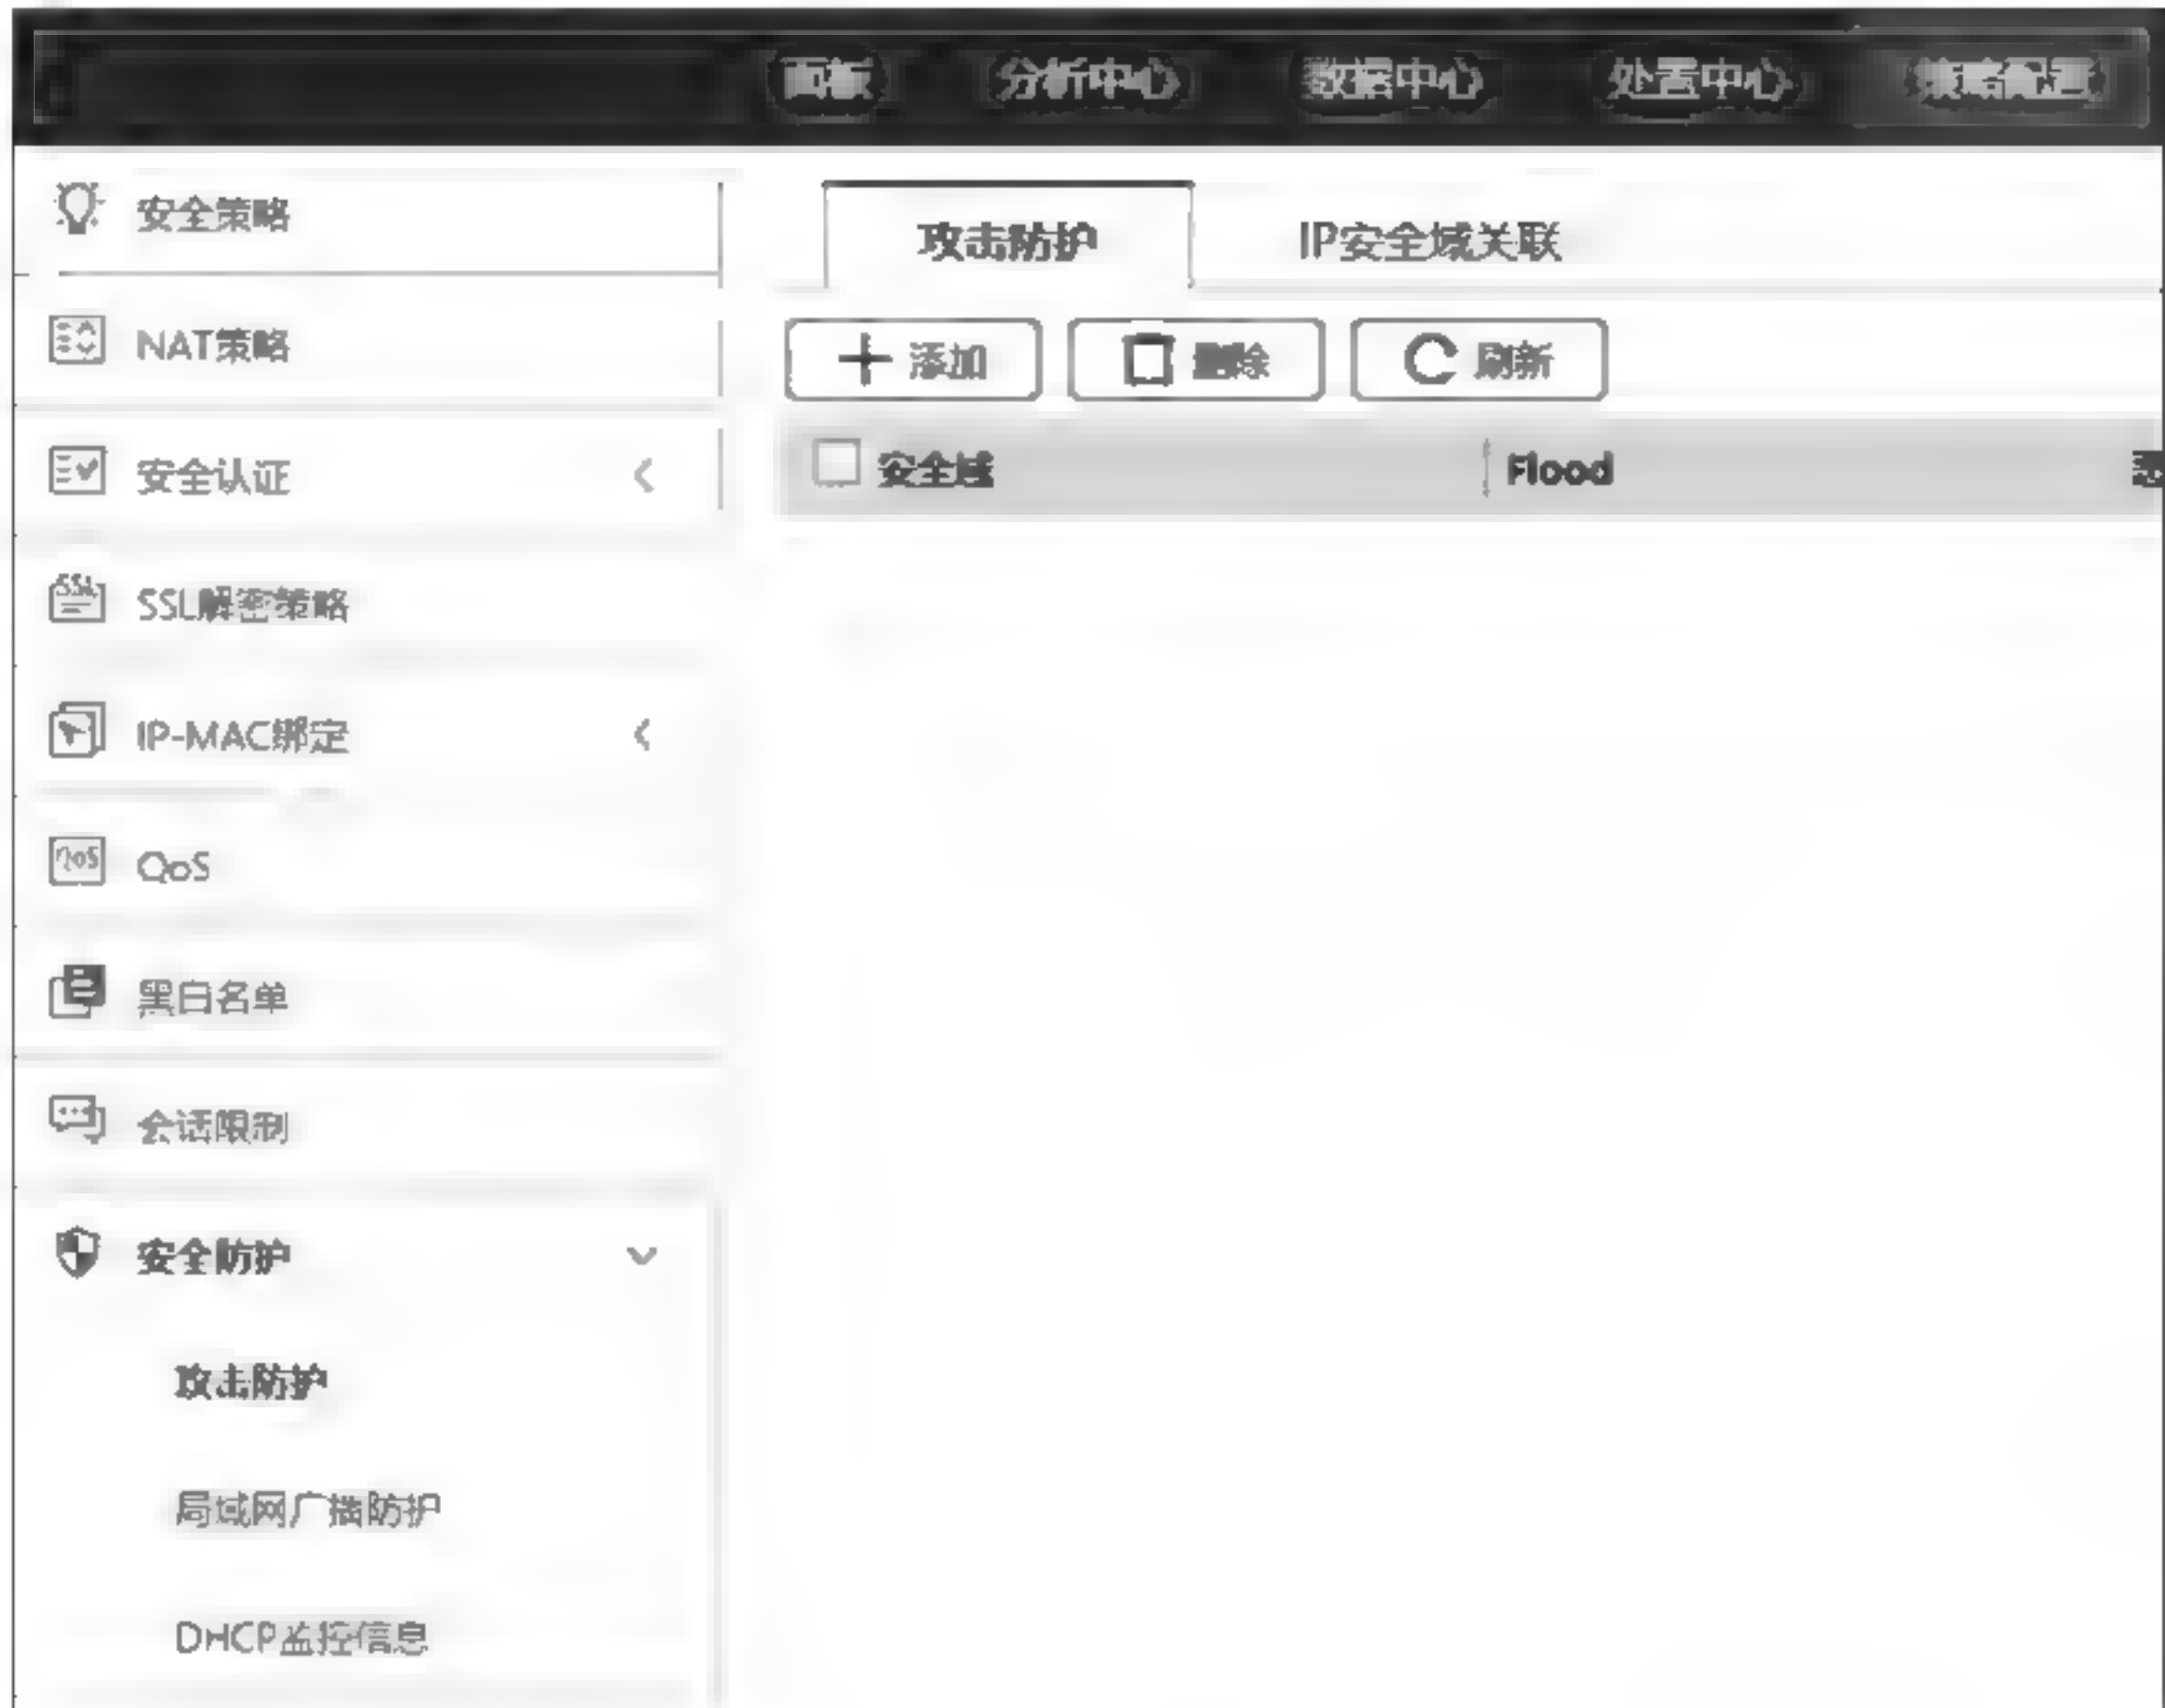 面板 分析中心 数据中心 处置中心 策略配置
安全策略
攻击防护 IP安全域关联
NAT策略
添加 删除 刷新
安全认证
安全域 Flood
SSL解密策略
IP-MAC绑定
QoS
黑白名单
会话限制
安全防护
攻击防护
局域网广播防护
DHCP监控信息